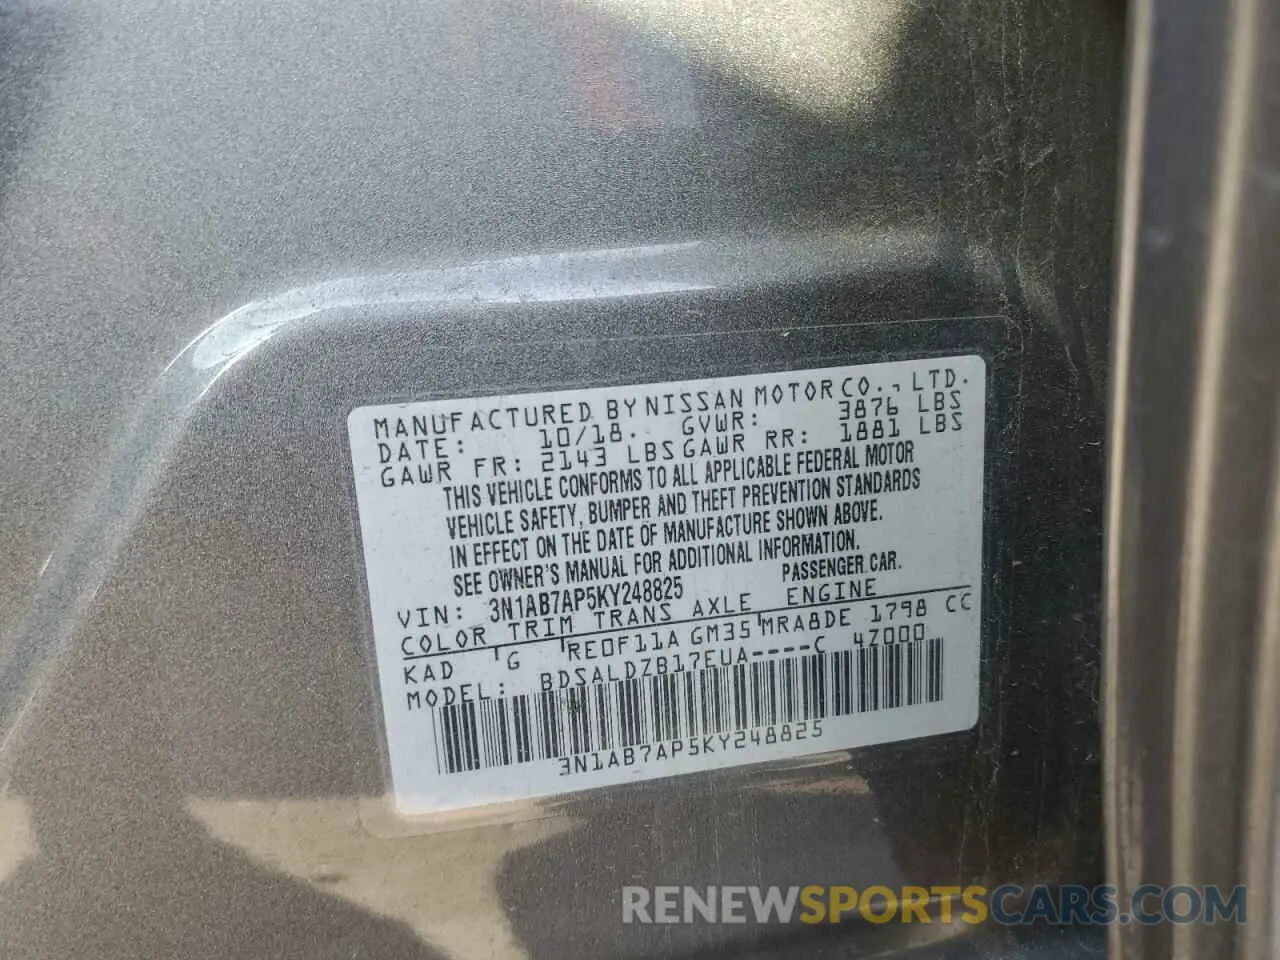 MANUFACTURED BY NISSAN MOTOR CO., LTD.
DATE: 10/18. GVWR: 3876 LBS
GAWR FR: 2143 LBS GAWR RR: 1881 LBS
THIS VEHICLE CONFORMS TO ALL APPLICABLE FEDERAL MOTOR
VEHICLE SAFETY, BUMPER AND THEFT PREVENTION STANDARDS
IN EFFECT ON THE DATE OF MANUFACTURE SHOWN ABOVE.
SEE OWNER'S MANUAL FOR ADDITIONAL INFORMATION.
VIN: 3N1AB7AP5KY248825 PASSENGER CAR.
COLOR TRIM TRANS AXLE ENGINE
KAD G RE0F11A GM35 MRA8DE 1798 CC
MODEL: BDSALDZB17EUA----C 4Z000
3N1AB7AP5KY248825
RENEWSPORTSCARS.COM